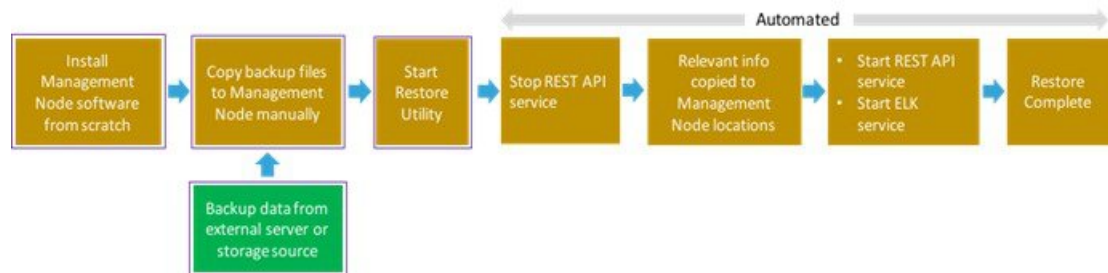 Automated
Install
Management
Node software
from scratch
Copy backup files
to Management
Node manually
Start
Restore
Utility
Stop REST API
service
Relevant info
copied to
Management
Node locations
• Start REST API
service
• Start ELK
service
Restore
Complete
Backup data from
external server or
storage source